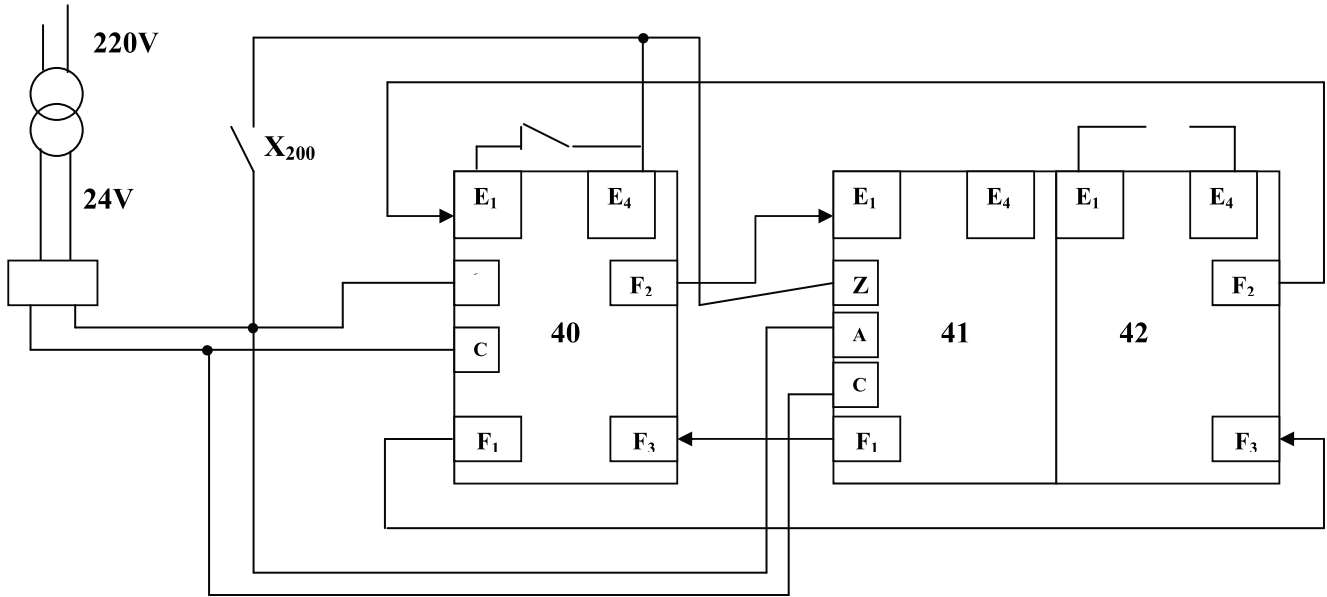 220V
X₂₀₀
24V
E₁ E₄ E₁ E₄ E₁ E₄
F₂ Z F₂
40 A 41 42
C C
F₁ F₃ F₁ F₃